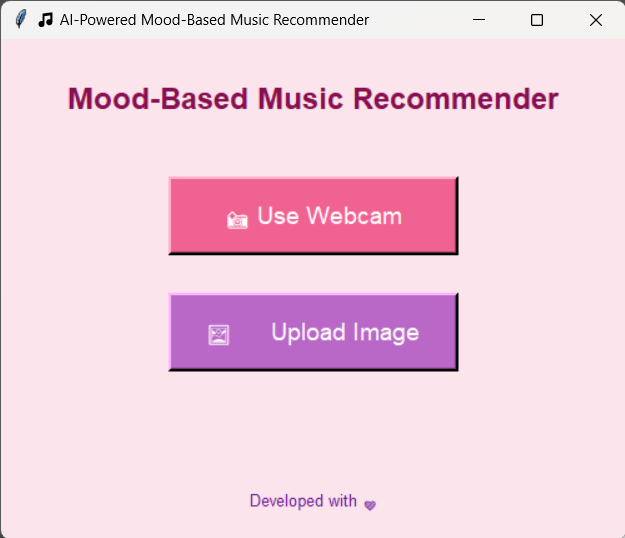 AI-Powered Mood-Based Music Recommender
Mood-Based Music Recommender
Use Webcam
Upload Image
Developed with